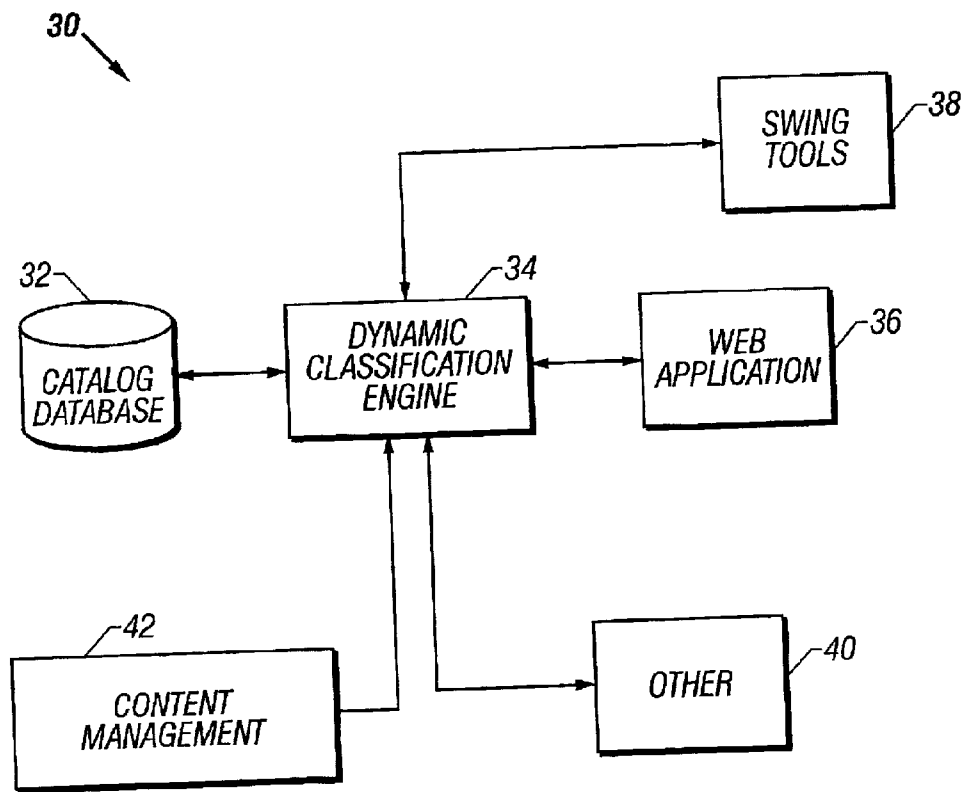 30
SWING
TOOLS
38
32
34
CATALOG
DATABASE
DYNAMIC
CLASSIFICATION
ENGINE
WEB
APPLICATION
36
42
CONTENT
MANAGEMENT
OTHER
40